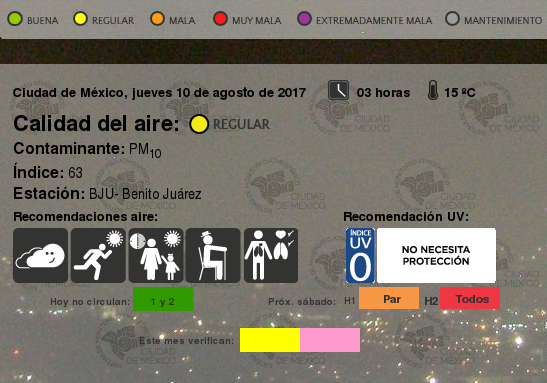 BUENA REGULAR MALA MUY MALA EXTREMADAMENTE MALA MANTENIMIENTO
Ciudad de México, jueves 10 de agosto de 2017 03 horas 15 ºC
Calidad del aire: REGULAR
Contaminante: PM10
Índice: 63
Estación: BJU- Benito Juárez
Recomendaciones aire: Recomendación UV:
ÍNDICE
UV
0
NO NECESITA
PROTECCIÓN
Hoy no circulan: 1 y 2 Próx. sábado: H1 Par H2 Todos
Este mes verifican:
CIUDAD
DE MÉXICO